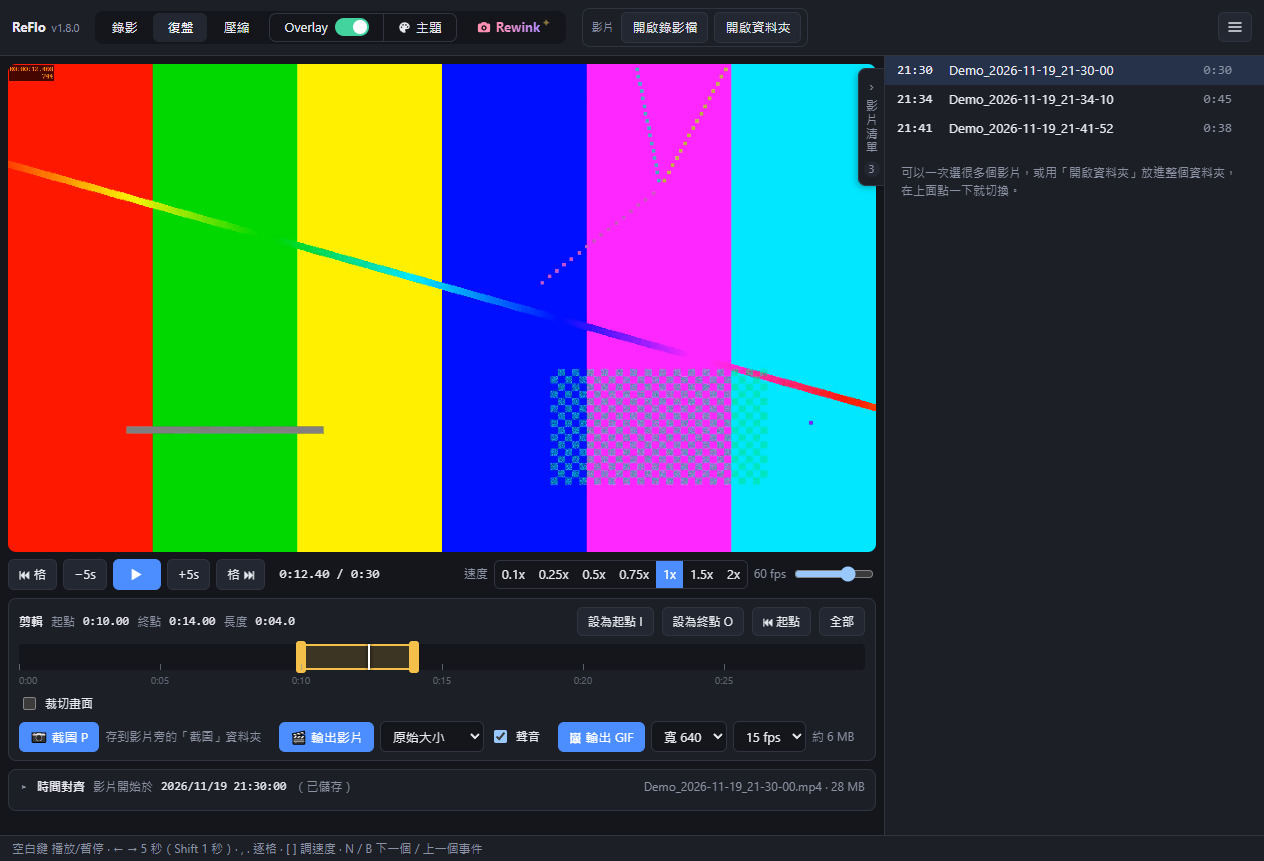 ReFlo v1.8.0 錄影 復盤 壓縮 Overlay 主題 Rewink 影片 開啟錄影檔 開啟資料夾
00:00:12.400
744
影片清單
3
21:30 Demo_2026-11-19_21-30-00 0:30
21:34 Demo_2026-11-19_21-34-10 0:45
21:41 Demo_2026-11-19_21-41-52 0:38
可以一次選很多個影片，或用「開啟資料夾」放進整個資料夾，
在上面點一下就切換。
格 −5s +5s 格 0:12.40 / 0:30 速度 0.1x 0.25x 0.5x 0.75x 1x 1.5x 2x 60 fps
剪輯 起點 0:10.00 終點 0:14.00 長度 0:04.0 設為起點 I 設為終點 O 起點 全部
0:00 0:05 0:10 0:15 0:20 0:25
裁切畫面
截圖 P 存到影片旁的「截圖」資料夾 輸出影片 原始大小 聲音 輸出 GIF 寬 640 15 fps 約 6 MB
時間對齊 影片開始於 2026/11/19 21:30:00 （已儲存） Demo_2026-11-19_21-30-00.mp4 · 28 MB
空白鍵 播放/暫停 · ← → 5 秒（Shift 1 秒）· , . 逐格 · [ ] 調速度 · N / B 下一個 / 上一個事件